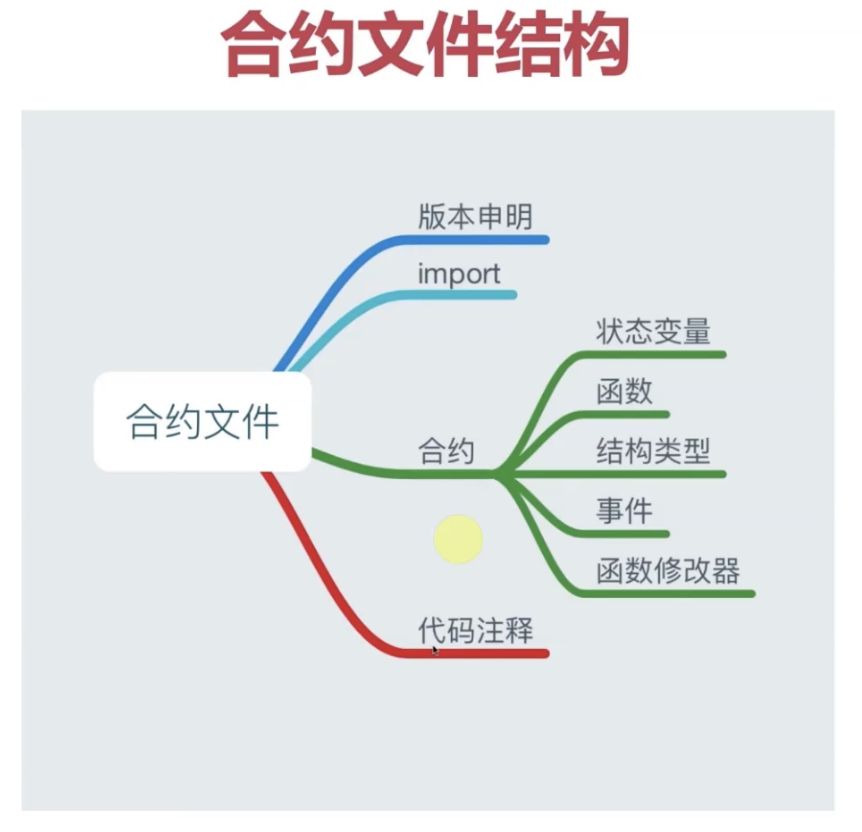 合约文件结构
版本申明
import
合约文件
合约
状态变量
函数
结构类型
事件
函数修改器
代码注释